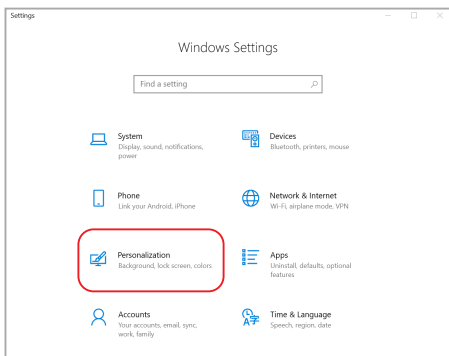 Settings
Windows Settings
Find a setting
System
Display, sound, notifications,
power
Devices
Bluetooth, printers, mouse
Phone
Link your Android, iPhone
Network & Internet
Wi-Fi, airplane mode, VPN
Personalization
Background, lock screen, colors
Apps
Uninstall, defaults, optional
features
Accounts
Your accounts, email, sync,
work, family
Time & Language
Speech, region, date